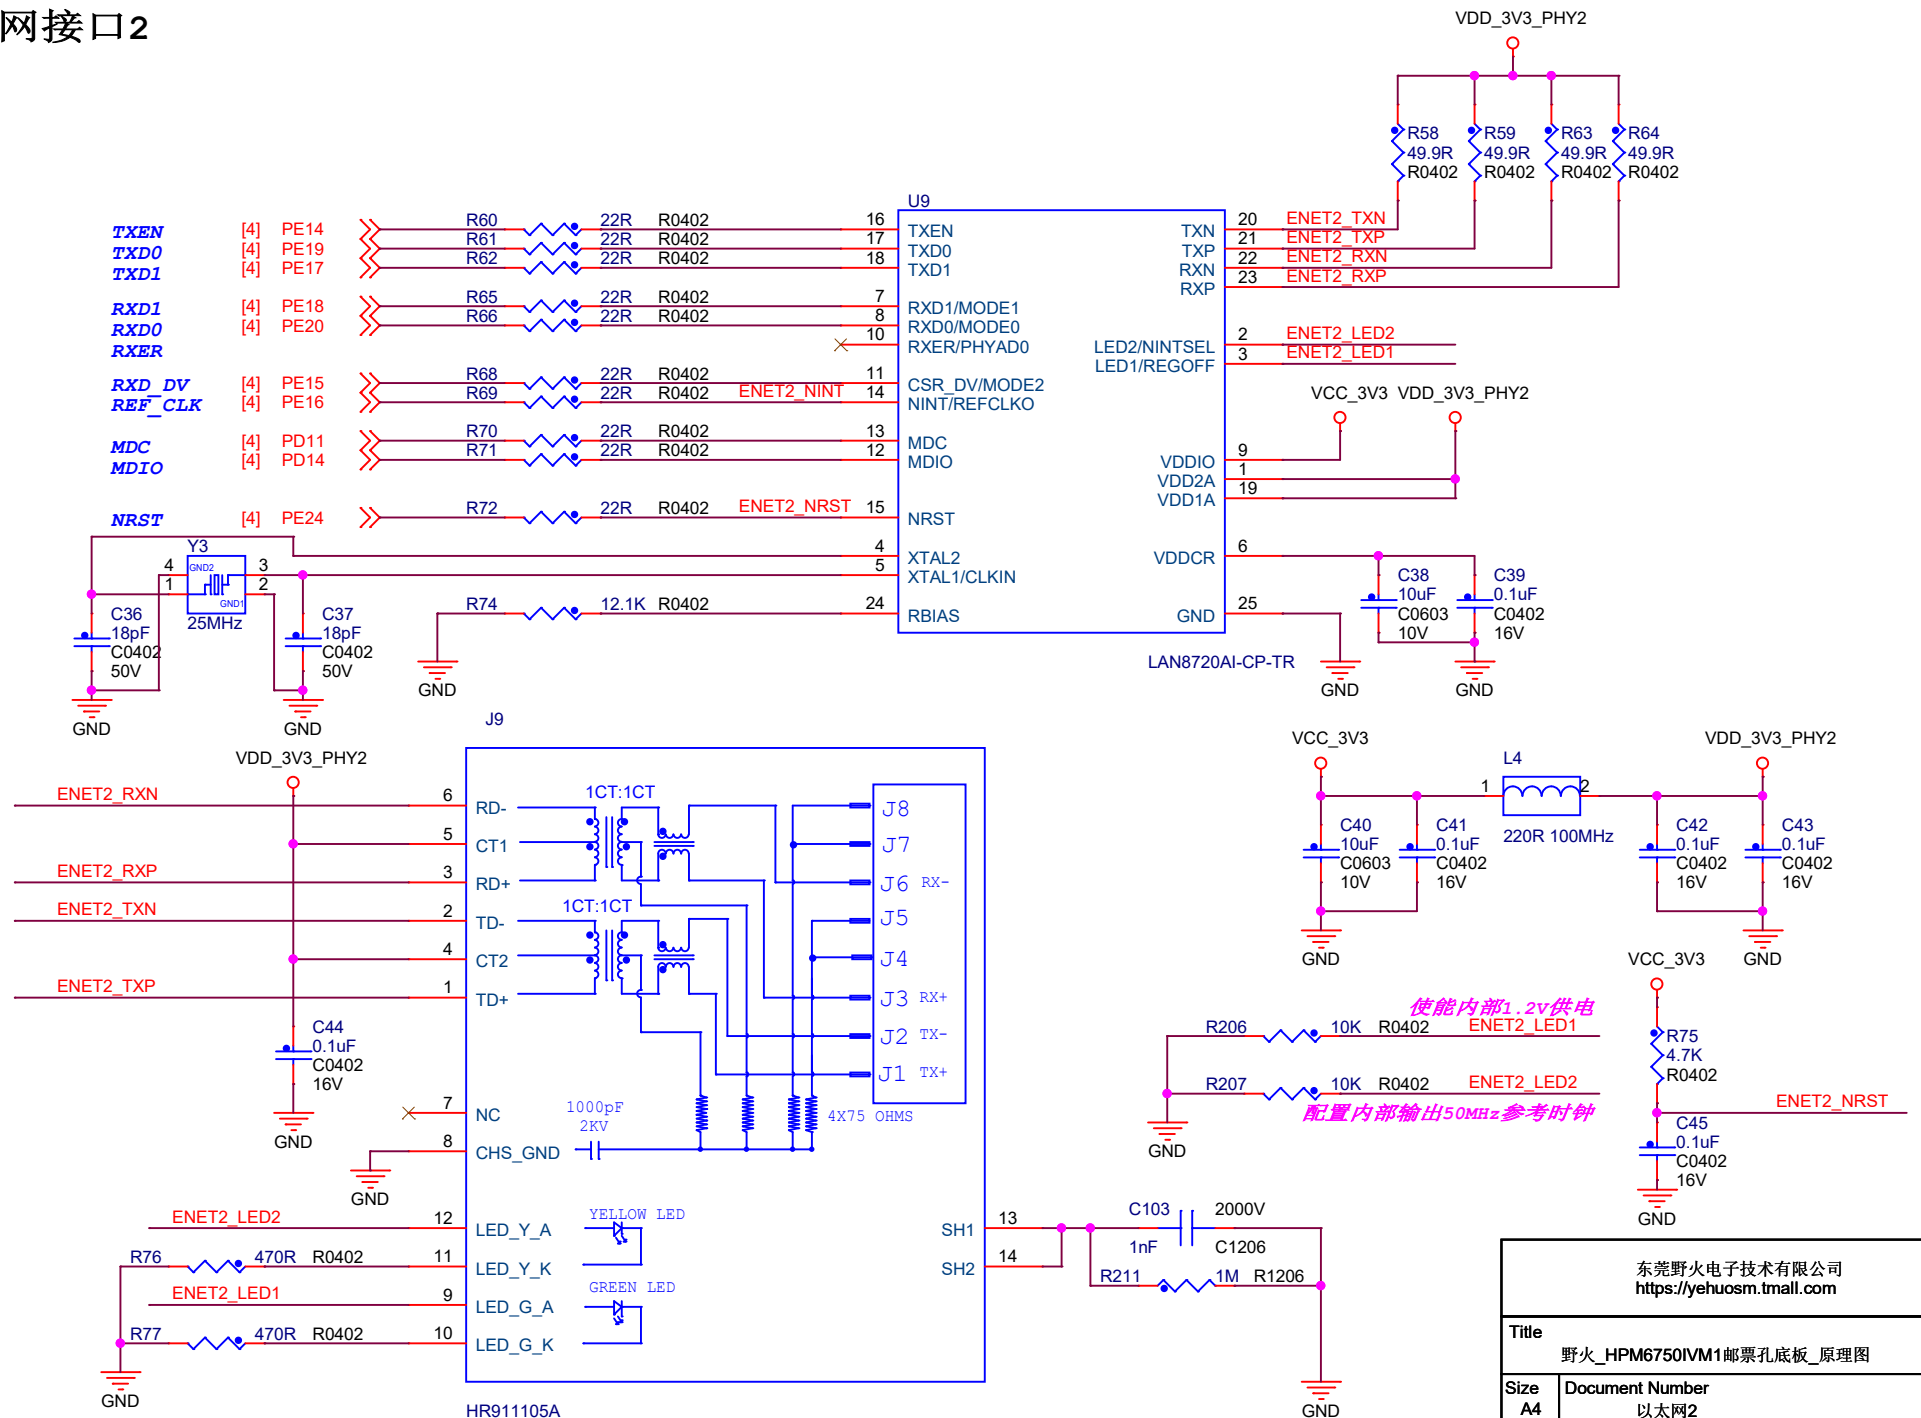 网接口2
VDD_3V3_PHY2
R58
49.9R
R0402
R59
49.9R
R0402
R63
49.9R
R0402
R64
49.9R
R0402
U9
TXEN [4] PE14 R60 22R R0402 16 TXEN
TXD0 [4] PE19 R61 22R R0402 17 TXD0
TXD1 [4] PE17 R62 22R R0402 18 TXD1
RXD1 [4] PE18 R65 22R R0402 7 RXD1/MODE1
RXD0 [4] PE20 R66 22R R0402 8 RXD0/MODE0
RXER 10 RXER/PHYAD0
RXD_DV [4] PE15 R68 22R R0402 11 CSR_DV/MODE2
REF_CLK [4] PE16 R69 22R R0402 ENET2_NINT 14 NINT/REFCLKO
MDC [4] PD11 R70 22R R0402 13 MDC
MDIO [4] PD14 R71 22R R0402 12 MDIO
NRST [4] PE24 R72 22R R0402 ENET2_NRST 15 NRST
4 XTAL2
5 XTAL1/CLKIN
R74 12.1K R0402 24 RBIAS
GND
TXN 20 ENET2_TXN
TXP 21 ENET2_TXP
RXN 22 ENET2_RXN
RXP 23 ENET2_RXP
LED2/NINTSEL 2 ENET2_LED2
LED1/REGOFF 3 ENET2_LED1
VCC_3V3 VDD_3V3_PHY2
VDDIO 9
VDD2A 1
VDD1A 19
VDDCR 6
GND 25
LAN8720AI-CP-TR
GND
C38
10uF
C0603
10V
C39
0.1uF
C0402
16V
GND
Y3
4 GND2 3
1 GND1 2
25MHz
C36
18pF
C0402
50V
GND
C37
18pF
C0402
50V
GND
J9
VDD_3V3_PHY2
ENET2_RXN 6 RD-
5 CT1
ENET2_RXP 3 RD+
ENET2_TXN 2 TD-
4 CT2
ENET2_TXP 1 TD+
C44
0.1uF
C0402
16V
GND
7 NC
8 CHS_GND
GND
1CT:1CT
1CT:1CT
J8
J7
J6 RX-
J5
J4
J3 RX+
J2 TX-
J1 TX+
1000pF
2KV
4X75 OHMS
ENET2_LED2 12 LED_Y_A
R76 470R R0402 11 LED_Y_K
ENET2_LED1 9 LED_G_A
R77 470R R0402 10 LED_G_K
GND
YELLOW LED
GREEN LED
SH1 13
SH2 14
HR911105A
C103 2000V
1nF C1206
R211 1M R1206
GND
VCC_3V3
L4
VDD_3V3_PHY2
1 2
220R 100MHz
C40
10uF
C0603
10V
C41
0.1uF
C0402
16V
GND
C42
0.1uF
C0402
16V
C43
0.1uF
C0402
16V
GND
使能内部1.2V供电
R206 10K R0402 ENET2_LED1
R207 10K R0402 ENET2_LED2
配置内部输出50MHz参考时钟
GND
VCC_3V3
R75
4.7K
R0402
ENET2_NRST
C45
0.1uF
C0402
16V
GND
东莞野火电子技术有限公司
https://yehuosm.tmall.com
Title
野火_HPM6750IVM1邮票孔底板_原理图
Size
A4
Document Number
以太网2